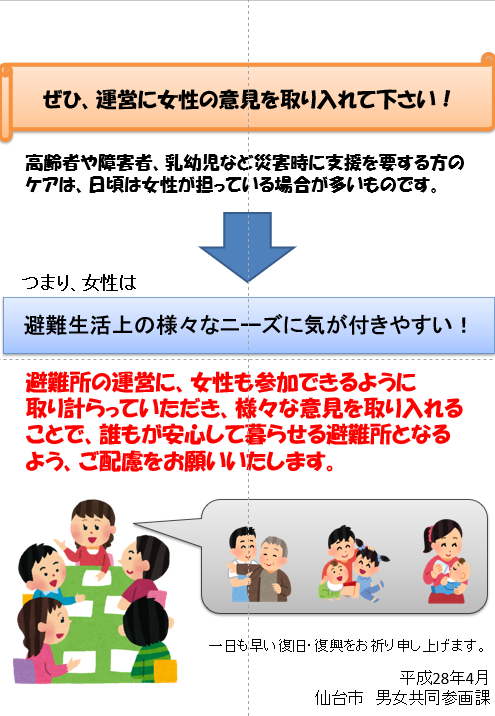 ぜひ、運営に女性の意見を取り入れて下さい！
高齢者や障害者、乳幼児など災害時に支援を要する方の
ケアは、日頃は女性が担っている場合が多いものです。
つまり、女性は
避難生活上の様々なニーズに気が付きやすい！
避難所の運営に、女性も参加できるように
取り計らっていただき、様々な意見を取り入れる
ことで、誰もが安心して暮らせる避難所となる
よう、ご配慮をお願いいたします。
一日も早い復旧・復興をお祈り申し上げます。
平成28年4月
仙台市　男女共同参画課